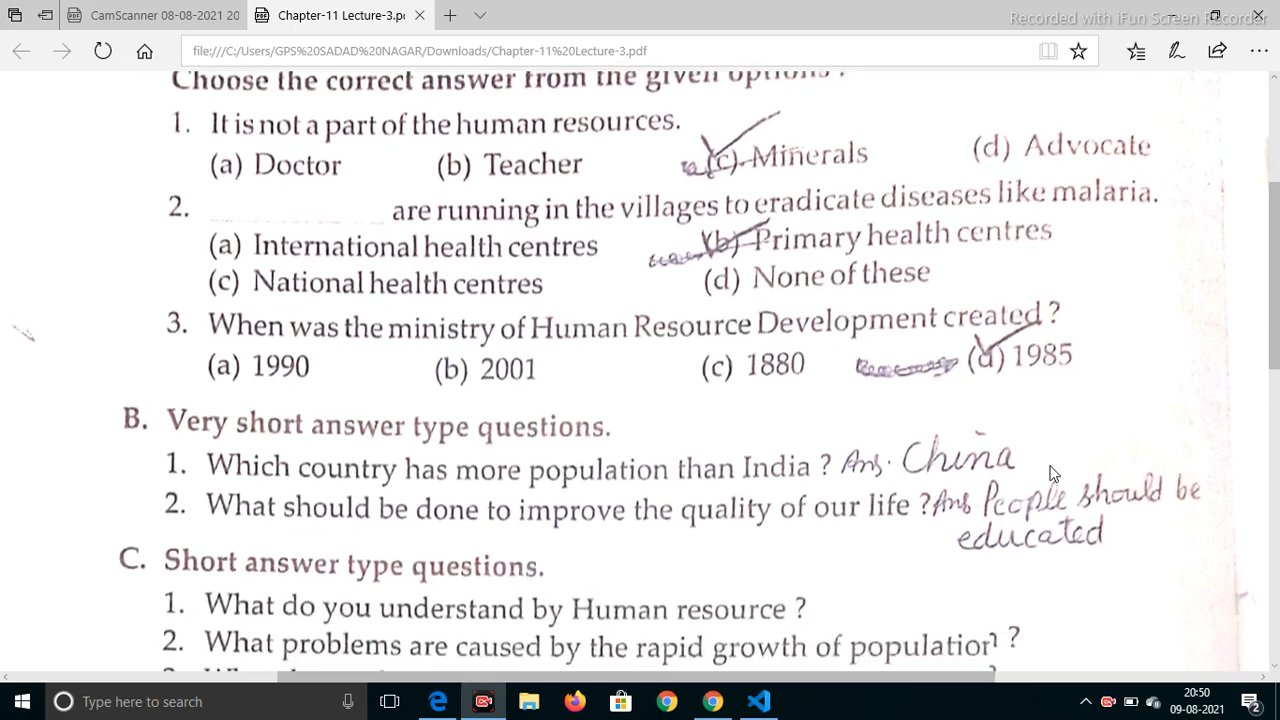 CamScanner 08-08-2021 20
Chapter-11 Lecture-3.p
Recorded with iFun Screen Recorder
file:///C:/Users/GPS%20SADAD%20NAGAR/Downloads/Chapter-11%20Lecture-3.pdf
Choose the correct answer from the given options :
1. It is not a part of the human resources.
(a) Doctor (b) Teacher (c) Minerals (d) Advocate
2. ____ are running in the villages to eradicate diseases like malaria.
(a) International health centres (b) Primary health centres
(c) National health centres (d) None of these
3. When was the ministry of Human Resource Development created ?
(a) 1990 (b) 2001 (c) 1880 (d) 1985
B. Very short answer type questions.
1. Which country has more population than India ? Ans. China
2. What should be done to improve the quality of our life ? Ans People should be
educated
C. Short answer type questions.
1. What do you understand by Human resource ?
2. What problems are caused by the rapid growth of population ?
Type here to search
20:50
09-08-2021
2